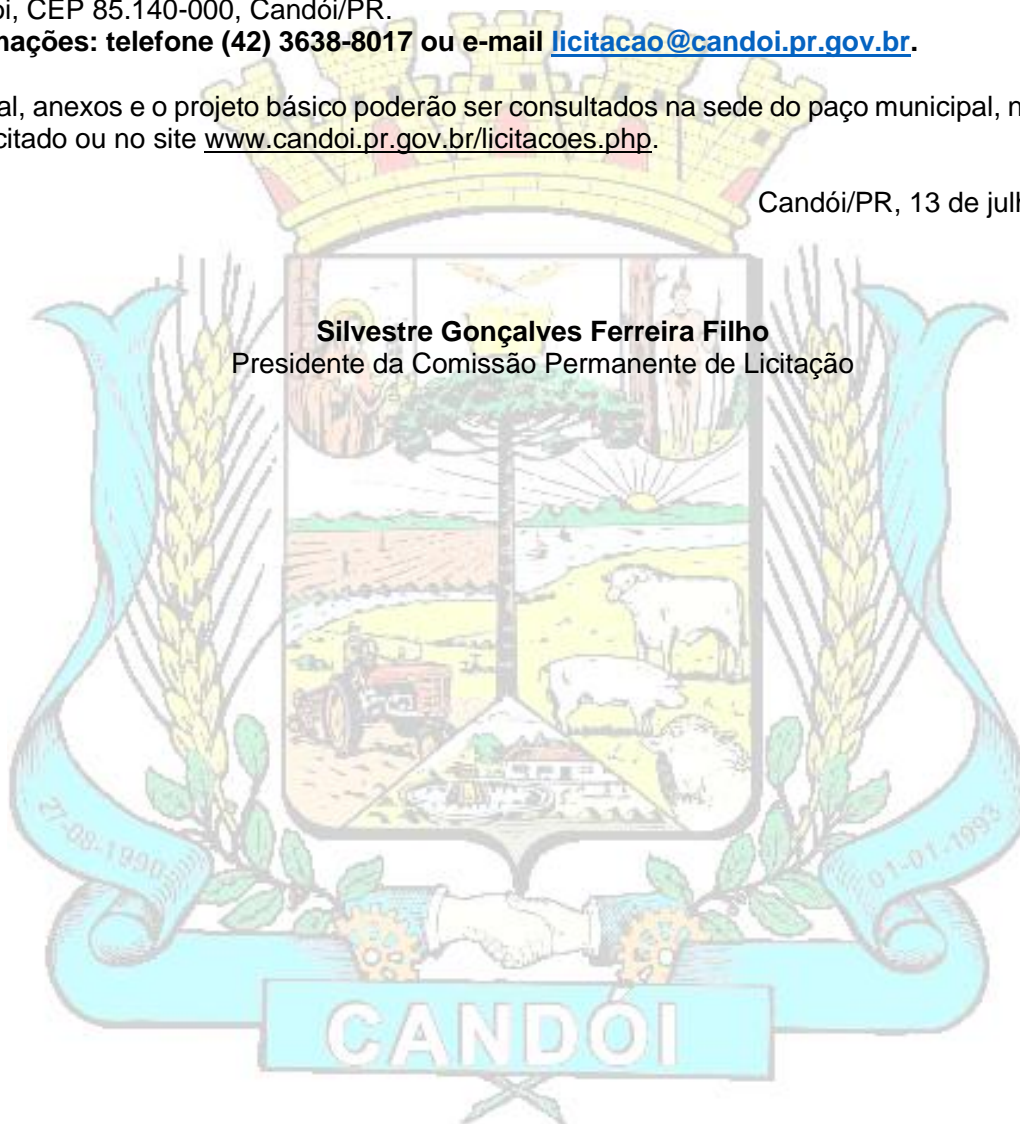 oi, CEP 85.140-000, Candói/PR.
mações: telefone (42) 3638-8017 ou e-mail licitacao@candoi.pr.gov.br.
al, anexos e o projeto básico poderão ser consultados na sede do paço municipal, n
citado ou no site www.candoi.pr.gov.br/licitacoes.php.
Candói/PR, 13 de julh
Silvestre Gonçalves Ferreira Filho
Presidente da Comissão Permanente de Licitação
27-08-1990
01-01-1993
CANDÓI